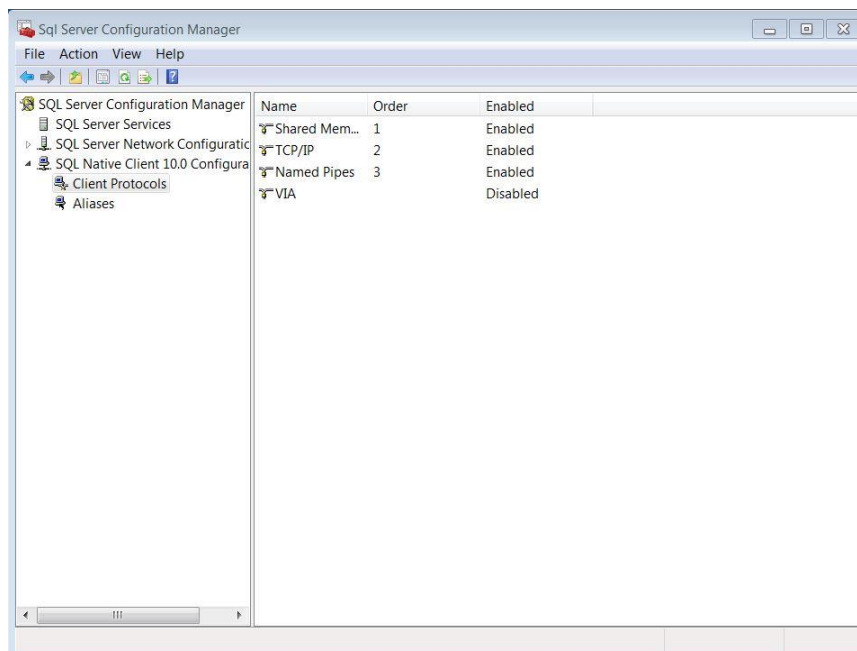 Sql Server Configuration Manager
File Action View Help
SQL Server Configuration Manager
SQL Server Services
SQL Server Network Configuratic
SQL Native Client 10.0 Configura
Client Protocols
Aliases
Name Order Enabled
Shared Mem... 1 Enabled
TCP/IP 2 Enabled
Named Pipes 3 Enabled
VIA Disabled